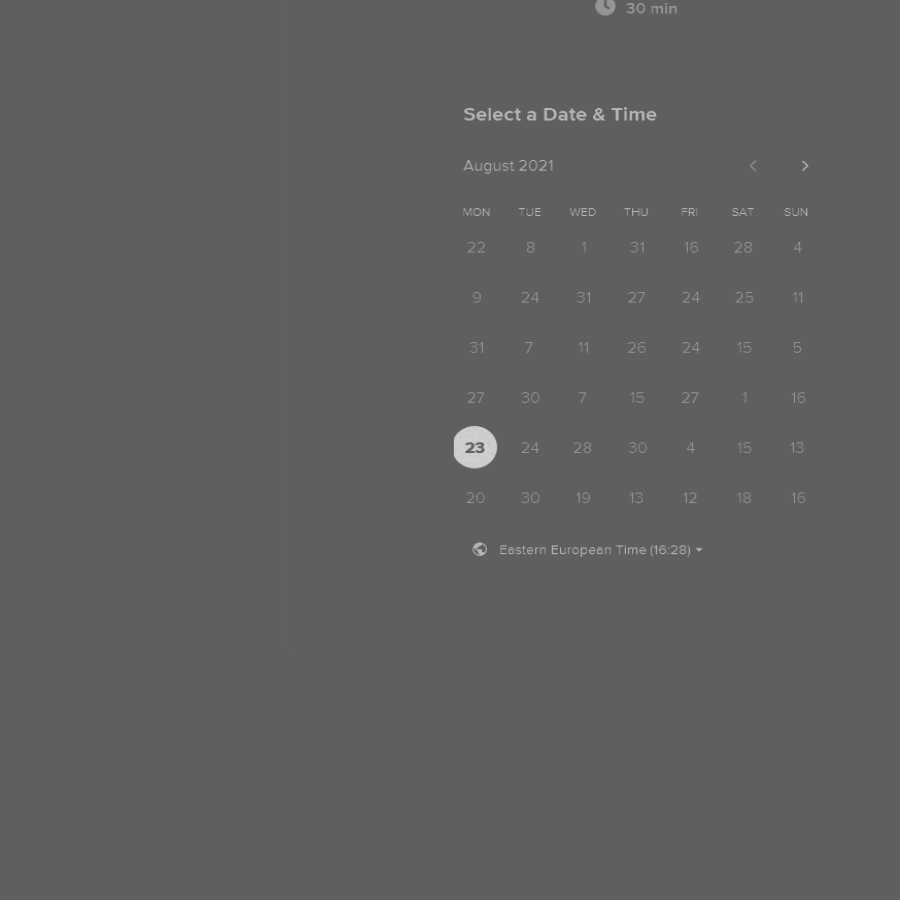 30 min
Select a Date & Time
August 2021
MON TUE WED THU FRI SAT SUN
22 8 1 31 16 28 4
9 24 31 27 24 25 11
31 7 11 26 24 15 5
27 30 7 15 27 1 16
23 24 28 30 4 15 13
20 30 19 13 12 18 16
Eastern European Time (16:28)